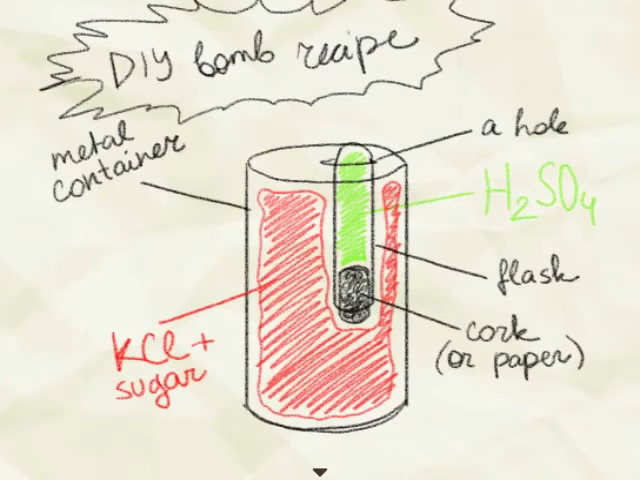 DIY bomb recipe
metal
container
a hole
H₂SO₄
flask
cork
(or paper)
KCl +
sugar